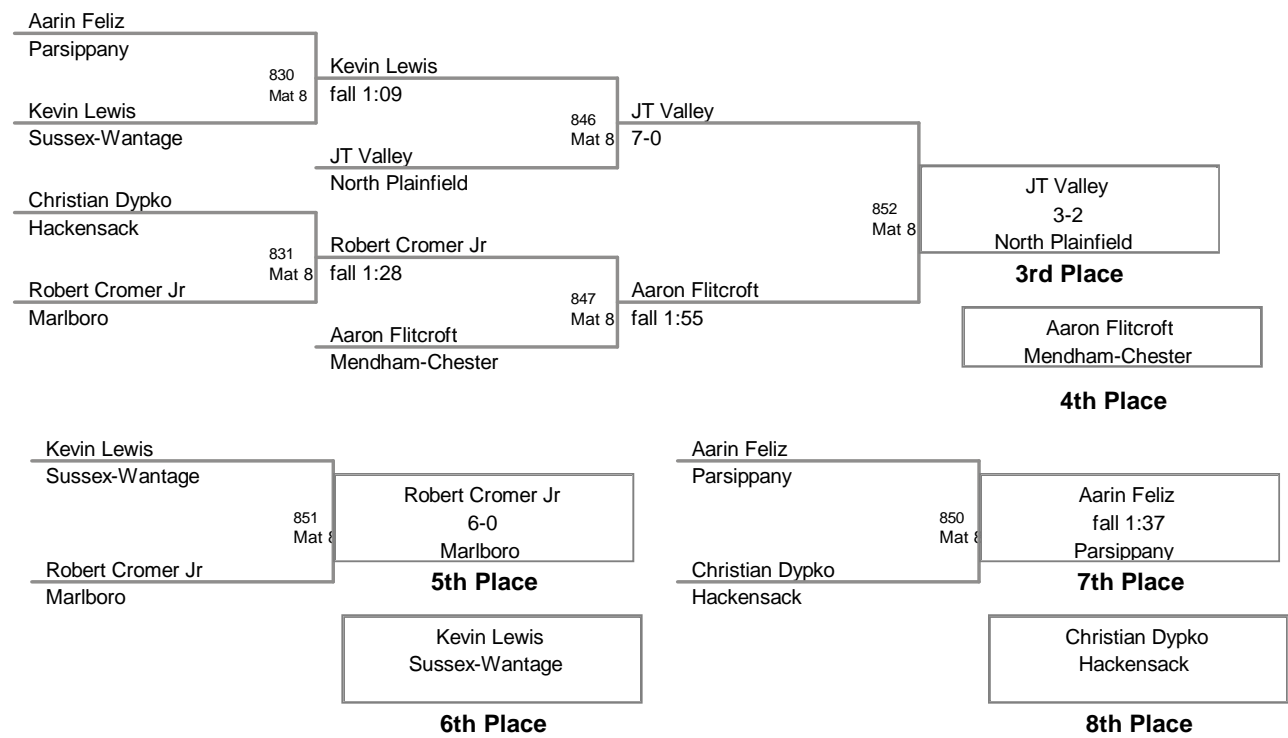 Aarin Feliz
Parsippany
830
Mat 8
Kevin Lewis
fall 1:09
Kevin Lewis
Sussex-Wantage
846
Mat 8
JT Valley
7-0
JT Valley
North Plainfield
Christian Dypko
Hackensack
831
Mat 8
Robert Cromer Jr
fall 1:28
Robert Cromer Jr
Marlboro
847
Mat 8
Aaron Flitcroft
fall 1:55
Aaron Flitcroft
Mendham-Chester
852
Mat 8
JT Valley
3-2
North Plainfield
3rd Place
Aaron Flitcroft
Mendham-Chester
4th Place
Kevin Lewis
Sussex-Wantage
851
Mat 8
Robert Cromer Jr
6-0
Marlboro
5th Place
Robert Cromer Jr
Marlboro
Kevin Lewis
Sussex-Wantage
6th Place
Aarin Feliz
Parsippany
850
Mat 8
Aarin Feliz
fall 1:37
Parsippany
7th Place
Christian Dypko
Hackensack
Christian Dypko
Hackensack
8th Place